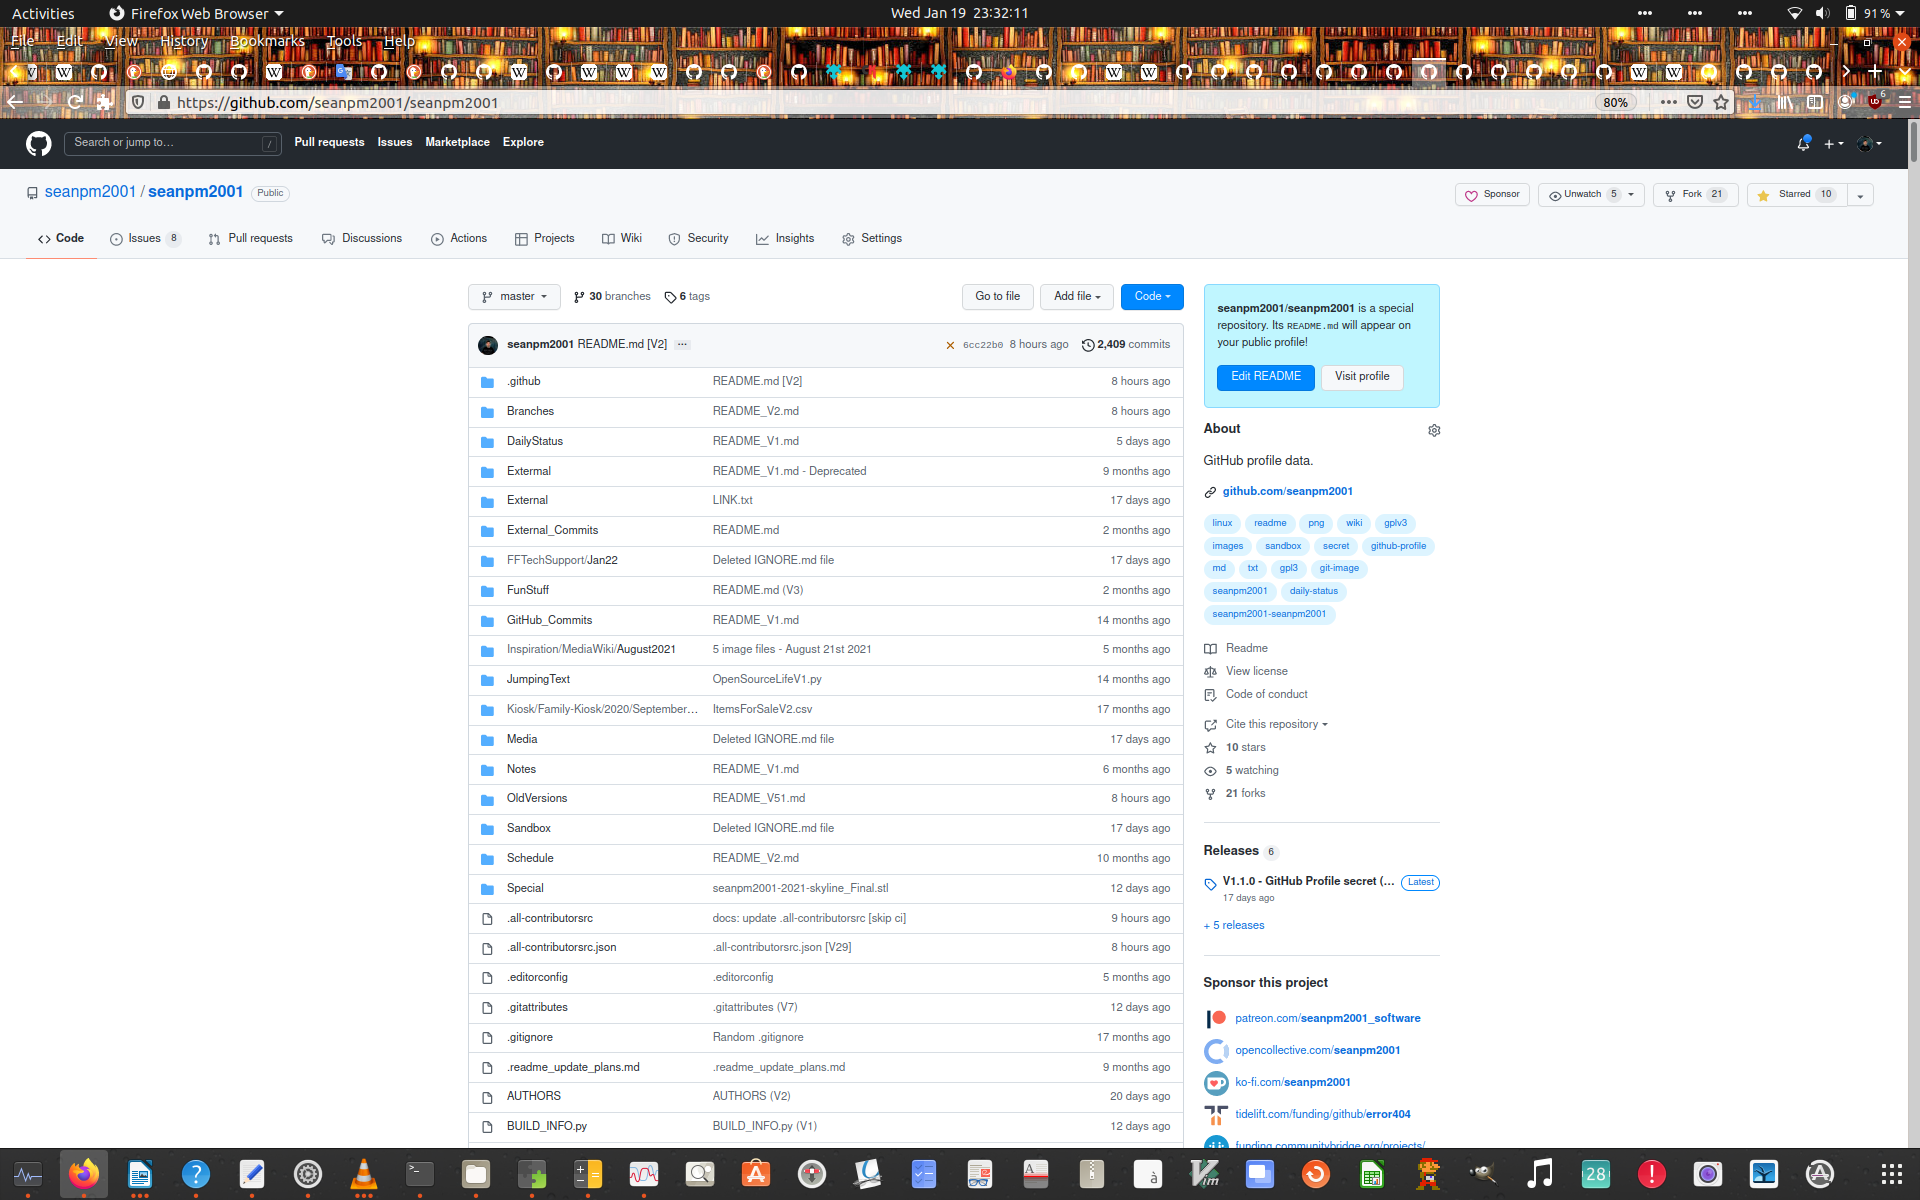 Activities Firefox Web Browser Wed Jan 19 23:32:11 91 %
File Edit View History Bookmarks Tools Help
https://github.com/seanpm2001/seanpm2001 80% 6
Search or jump to… / Pull requests Issues Marketplace Explore
seanpm2001 / seanpm2001 Public Sponsor Unwatch 5 Fork 21 Starred 10
Code Issues 8 Pull requests Discussions Actions Projects Wiki Security Insights Settings
master 30 branches 6 tags Go to file Add file Code
seanpm2001 README.md [V2] ... 6cc22b0 8 hours ago 2,409 commits
.github README.md [V2] 8 hours ago
Branches README_V2.md 8 hours ago
DailyStatus README_V1.md 5 days ago
Extermal README_V1.md - Deprecated 9 months ago
External LINK.txt 17 days ago
External_Commits README.md 2 months ago
FFTechSupport/Jan22 Deleted IGNORE.md file 17 days ago
FunStuff README.md (V3) 2 months ago
GitHub_Commits README_V1.md 14 months ago
Inspiration/MediaWiki/August2021 5 image files - August 21st 2021 5 months ago
JumpingText OpenSourceLifeV1.py 14 months ago
Kiosk/Family-Kiosk/2020/September… ItemsForSaleV2.csv 17 months ago
Media Deleted IGNORE.md file 17 days ago
Notes README_V1.md 6 months ago
OldVersions README_V51.md 8 hours ago
Sandbox Deleted IGNORE.md file 17 days ago
Schedule README_V2.md 10 months ago
Special seanpm2001-2021-skyline_Final.stl 12 days ago
.all-contributorsrc docs: update .all-contributorsrc [skip ci] 9 hours ago
.all-contributorsrc.json .all-contributorsrc.json [V29] 8 hours ago
.editorconfig .editorconfig 5 months ago
.gitattributes .gitattributes (V7) 12 days ago
.gitignore Random .gitignore 17 months ago
.readme_update_plans.md .readme_update_plans.md 9 months ago
AUTHORS AUTHORS (V2) 20 days ago
BUILD_INFO.py BUILD_INFO.py (V1) 12 days ago
seanpm2001/seanpm2001 is a special
repository. Its README.md will appear on
your public profile!
Edit README Visit profile
About
GitHub profile data.
github.com/seanpm2001
linux readme png wiki gplv3
images sandbox secret github-profile
md txt gpl3 git-image
seanpm2001 daily-status
seanpm2001-seanpm2001
Readme
View license
Code of conduct
Cite this repository
10 stars
5 watching
21 forks
Releases 6
V1.1.0 - GitHub Profile secret (… Latest
17 days ago
+ 5 releases
Sponsor this project
patreon.com/seanpm2001_software
opencollective.com/seanpm2001
ko-fi.com/seanpm2001
tidelift.com/funding/github/error404
funding.communitybridge.org/projects/
28